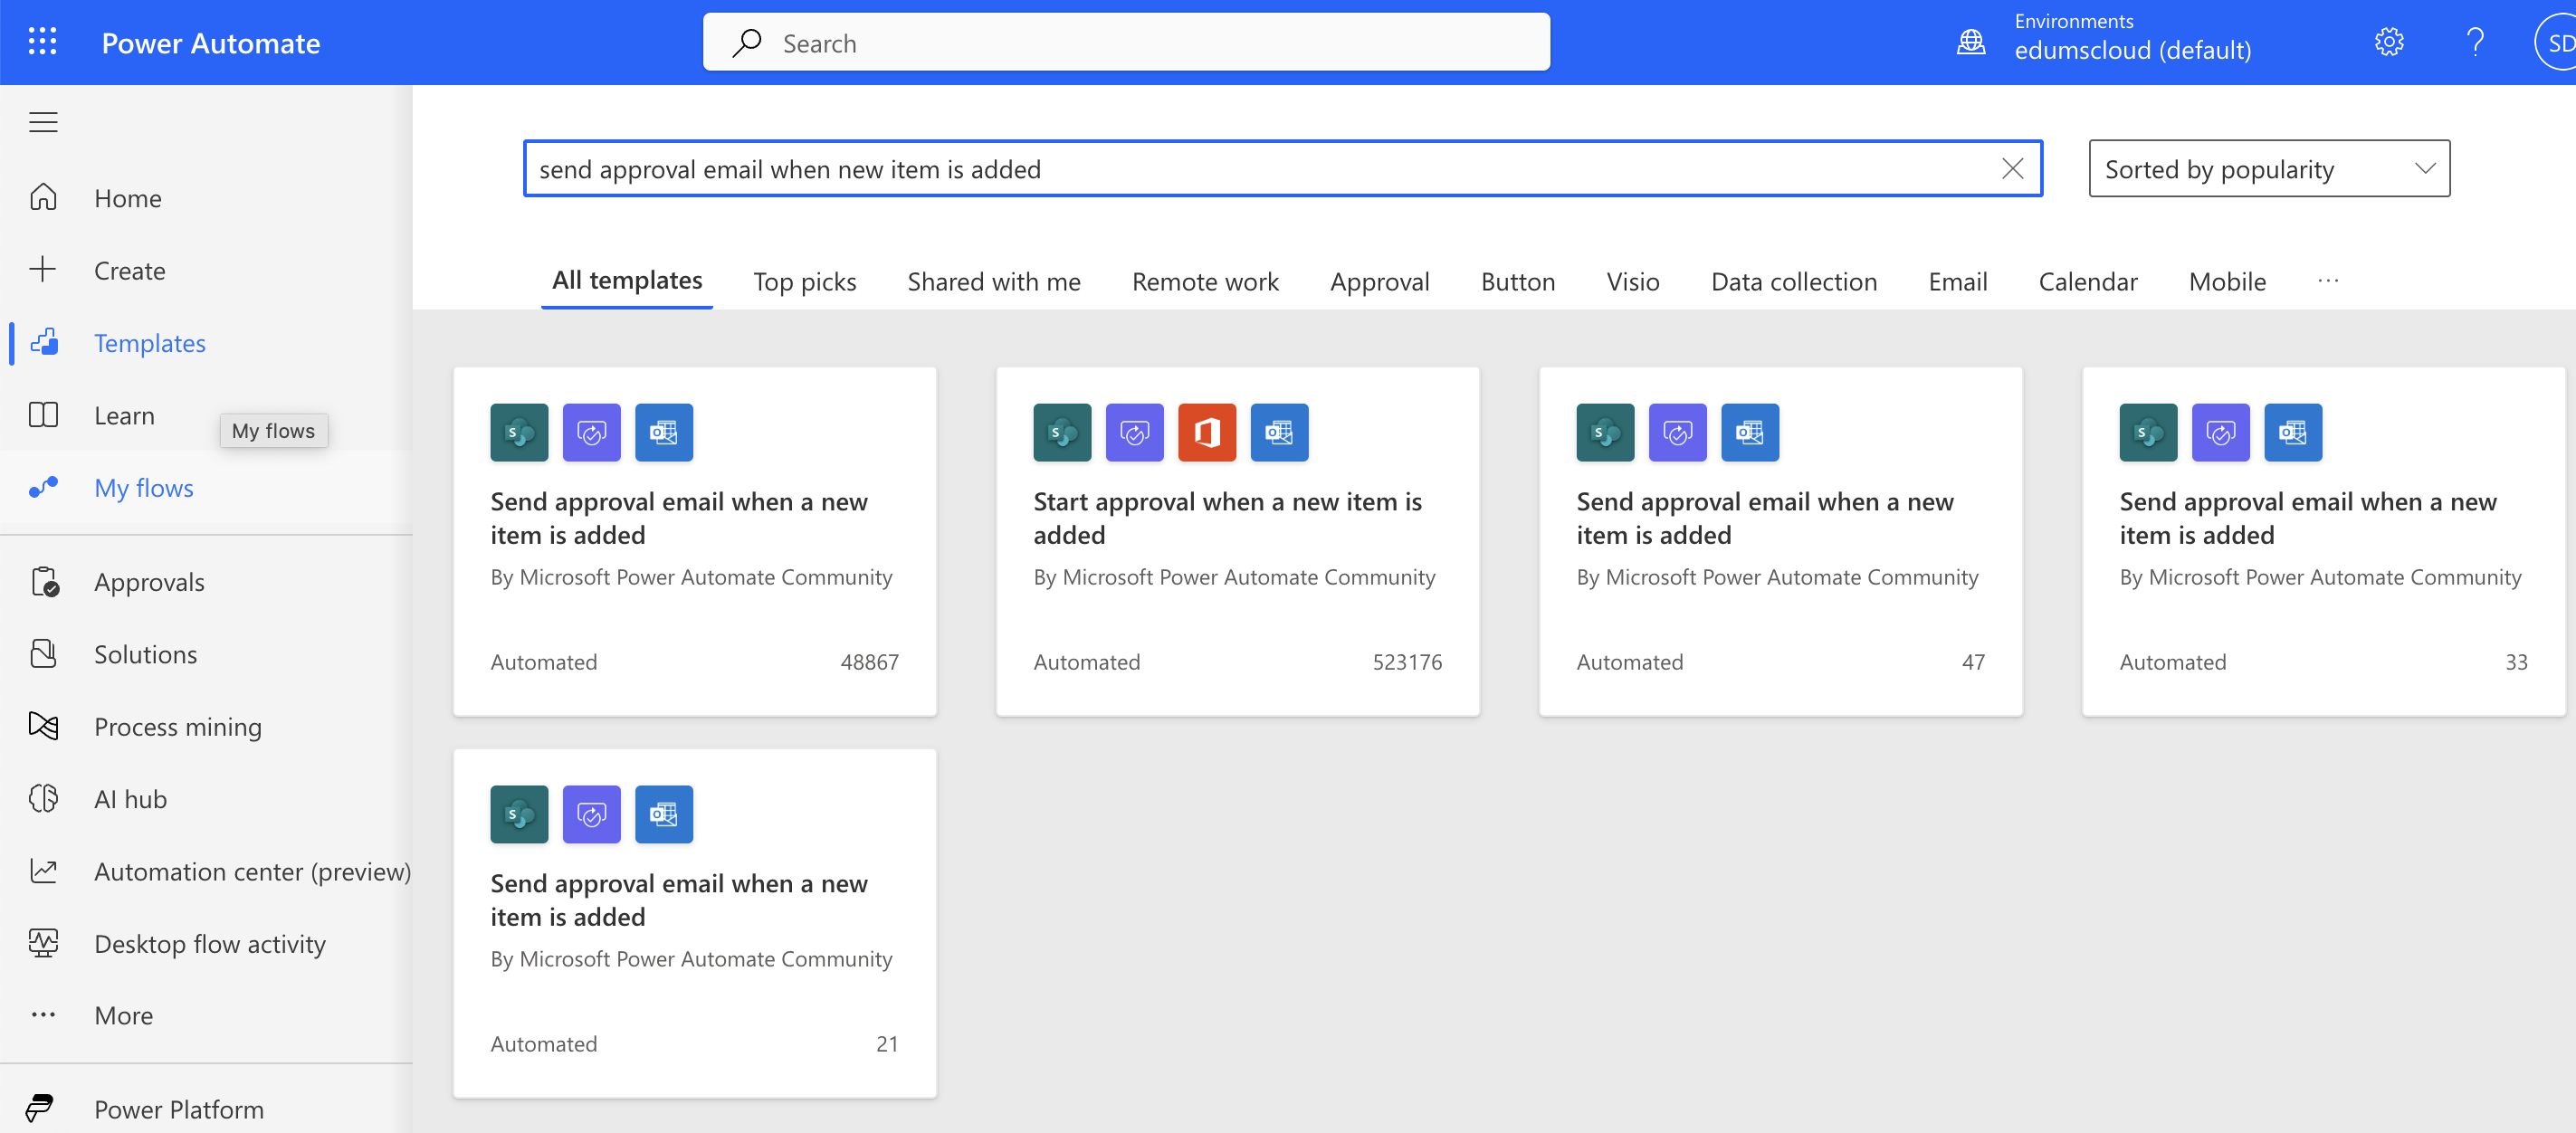 Power Automate
Search
Environments
edumscloud (default)
SD
send approval email when new item is added
Sorted by popularity
Home
Create
Templates
Learn
My flows
My flows
Approvals
Solutions
Process mining
AI hub
Automation center (preview)
Desktop flow activity
More
Power Platform
All templates
Top picks
Shared with me
Remote work
Approval
Button
Visio
Data collection
Email
Calendar
Mobile
Send approval email when a new
item is added
By Microsoft Power Automate Community
Automated 48867
Start approval when a new item is
added
By Microsoft Power Automate Community
Automated 523176
Send approval email when a new
item is added
By Microsoft Power Automate Community
Automated 47
Send approval email when a new
item is added
By Microsoft Power Automate Community
Automated 33
Send approval email when a new
item is added
By Microsoft Power Automate Community
Automated 21